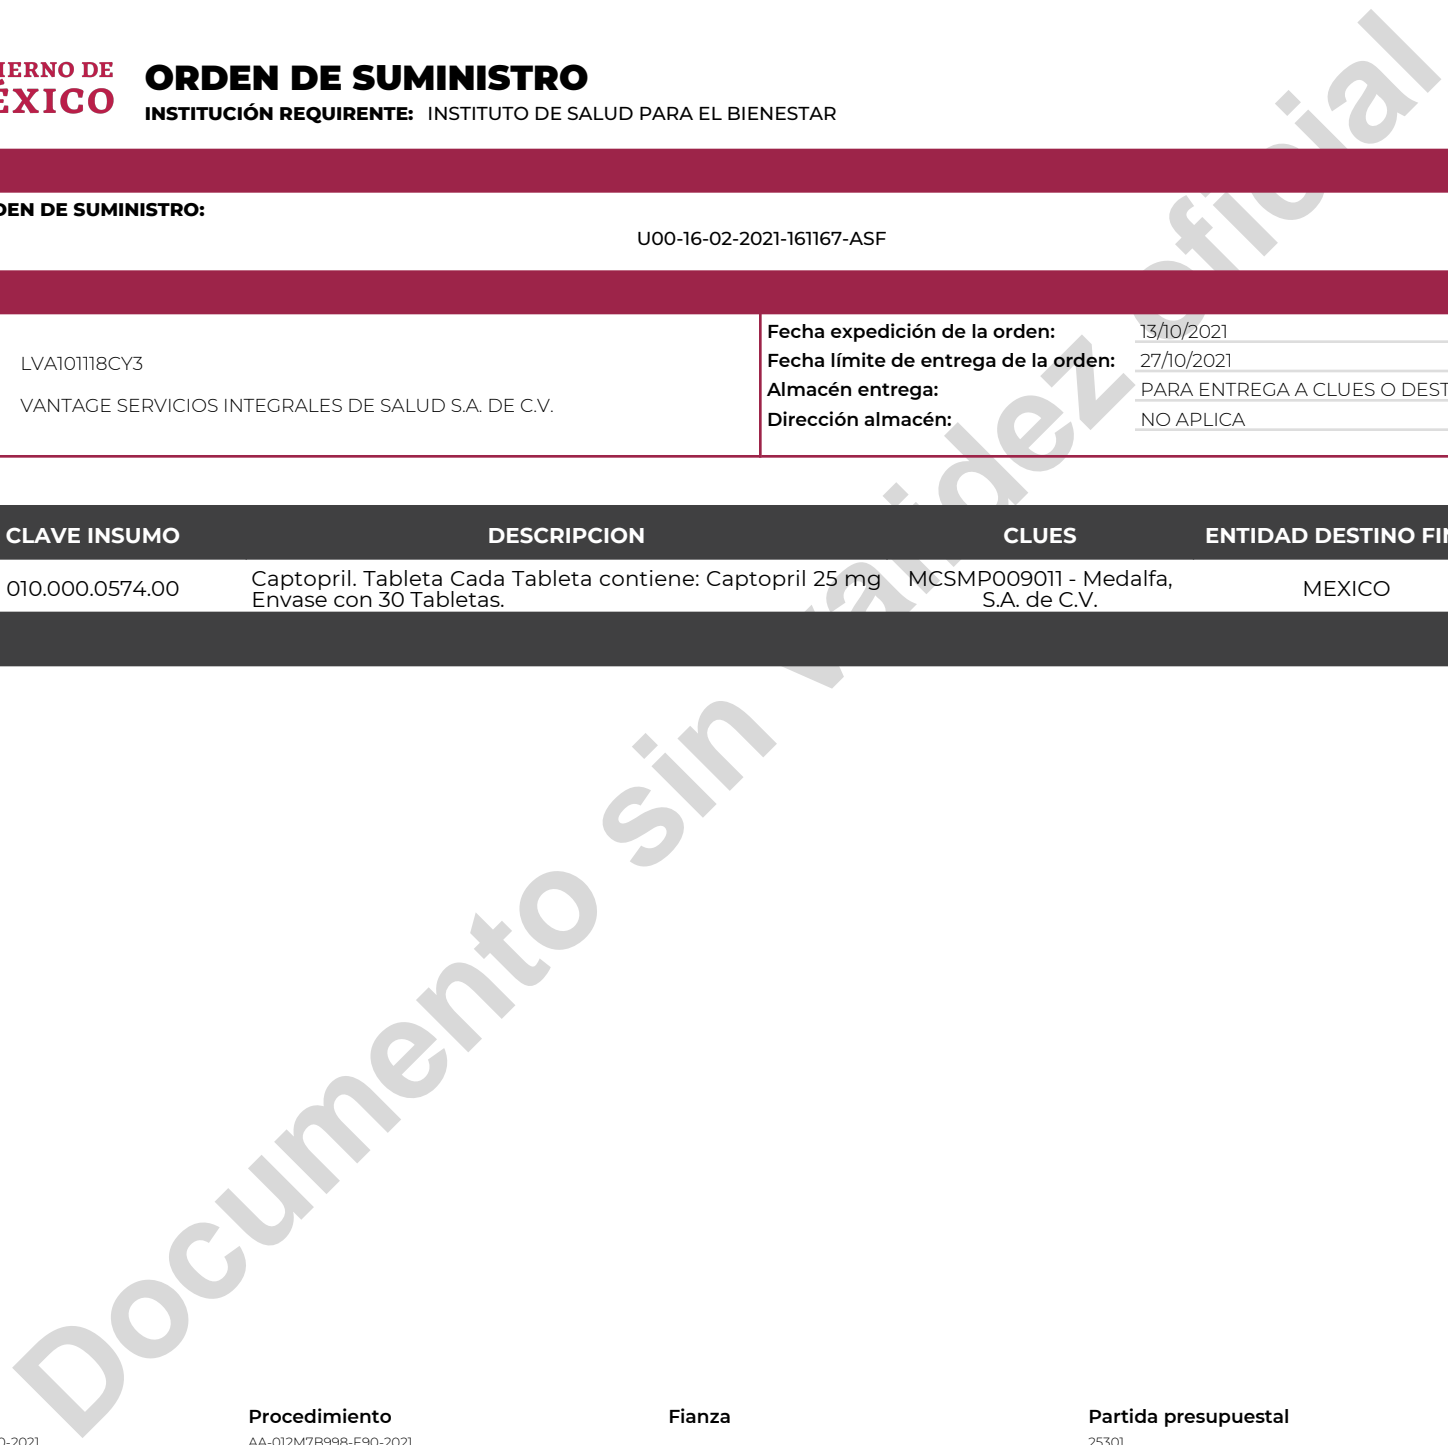 IERNO DE
ÉXICO
ORDEN DE SUMINISTRO
INSTITUCIÓN REQUIRENTE: INSTITUTO DE SALUD PARA EL BIENESTAR
DEN DE SUMINISTRO:
U00-16-02-2021-161167-ASF
LVA101118CY3
VANTAGE SERVICIOS INTEGRALES DE SALUD S.A. DE C.V.
Fecha expedición de la orden: 13/10/2021
Fecha límite de entrega de la orden: 27/10/2021
Almacén entrega: PARA ENTREGA A CLUES O DEST
Dirección almacén: NO APLICA
CLAVE INSUMO DESCRIPCION CLUES ENTIDAD DESTINO FIN
010.000.0574.00 Captopril. Tableta Cada Tableta contiene: Captopril 25 mg Envase con 30 Tabletas. MCSMP009011 - Medalfa, S.A. de C.V. MEXICO
Documento sin validez oficial
Procedimiento Fianza Partida presupuestal
0-2021 AA-012M7B998-E90-2021 25301